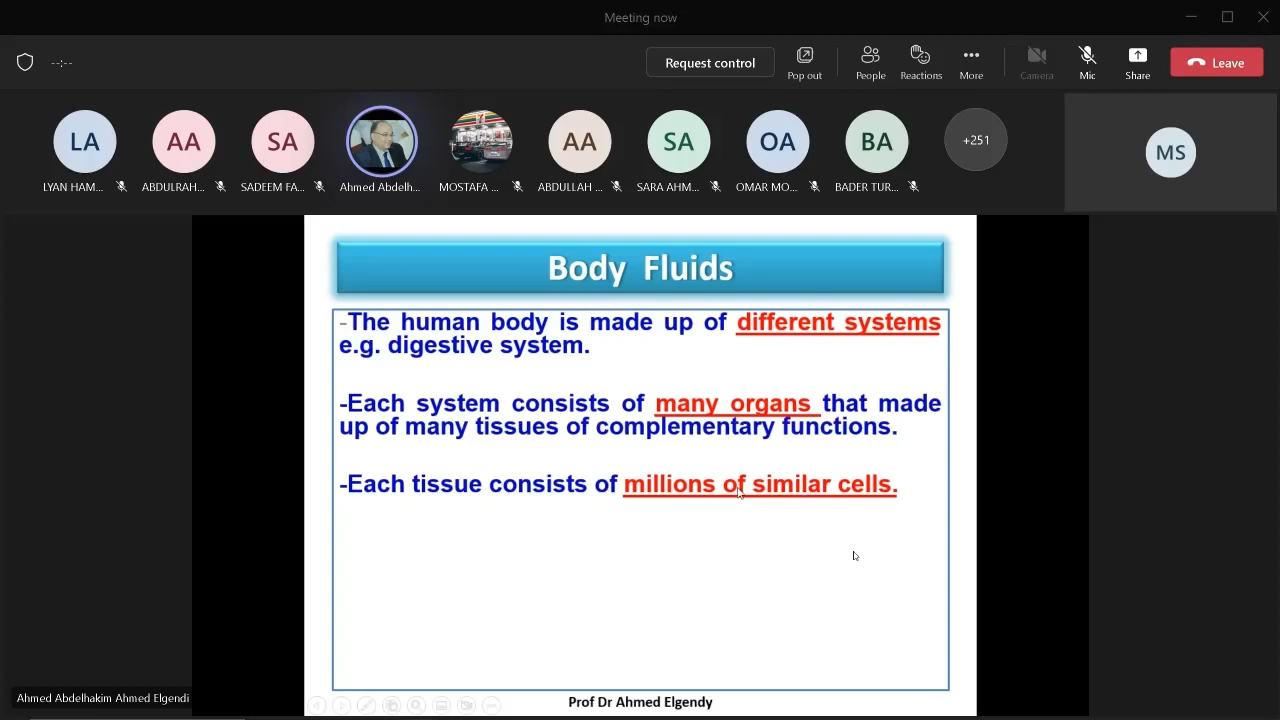 Meeting now
--:--
Request control
Pop out
People
Reactions
More
Camera
Mic
Share
Leave
LA
AA
SA
AA
SA
OA
BA
+251
MS
LYAN HAM...
ABDULRAH...
SADEEM FA...
Ahmed Abdelh...
MOSTAFA ...
ABDULLAH ...
SARA AHM...
OMAR MO...
BADER TUR...
Body Fluids
-The human body is made up of different systems
e.g. digestive system.
-Each system consists of many organs that made
up of many tissues of complementary functions.
-Each tissue consists of millions of similar cells.
Ahmed Abdelhakim Ahmed Elgendi
Prof Dr Ahmed Elgendy